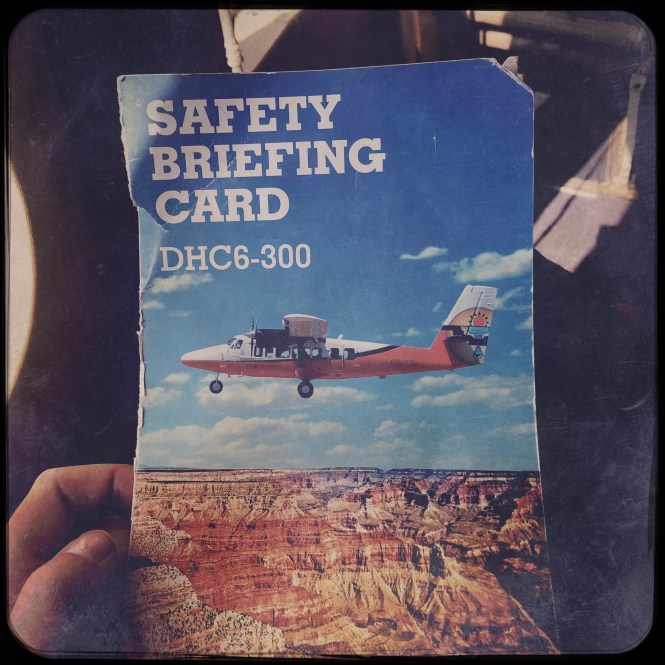 SAFETY
BRIEFING
CARD
DHC6-300